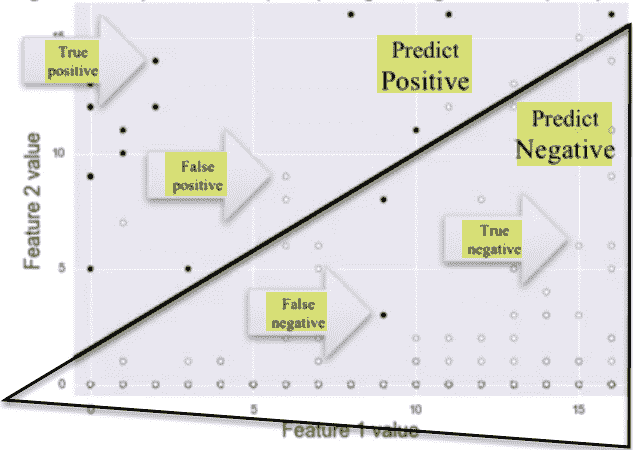 True
positive
Predict
Positive
Predict
Negative
False
positive
True
negative
False
negative
Feature 2 value
15
10
5
0
0
5
10
15
Feature 1 value